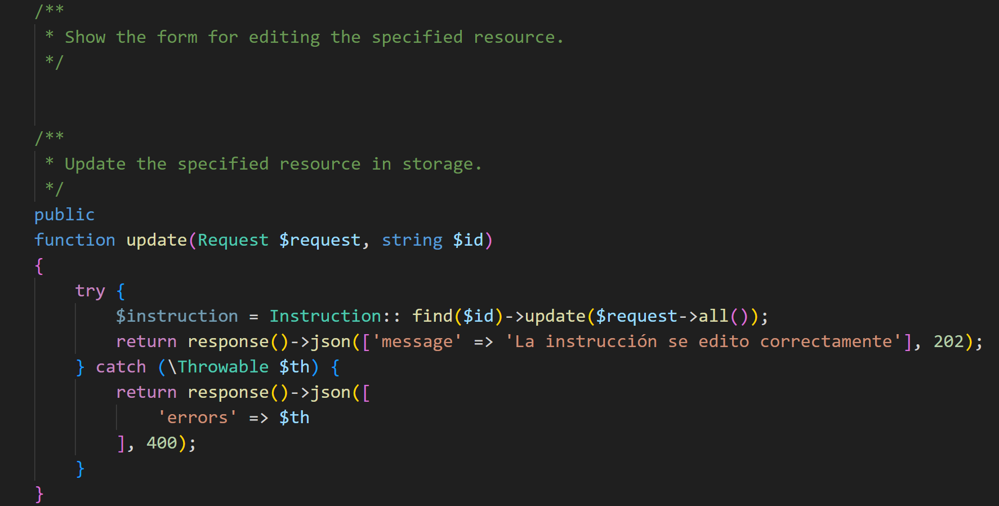 /**
 * Show the form for editing the specified resource.
 */
/**
 * Update the specified resource in storage.
 */
public
function update(Request $request, string $id)
{
    try {
        $instruction = Instruction:: find($id)->update($request->all());
        return response()->json(['message' => 'La instrucción se edito correctamente'], 202);
    } catch (\Throwable $th) {
        return response()->json([
            'errors' => $th
        ], 400);
    }
}